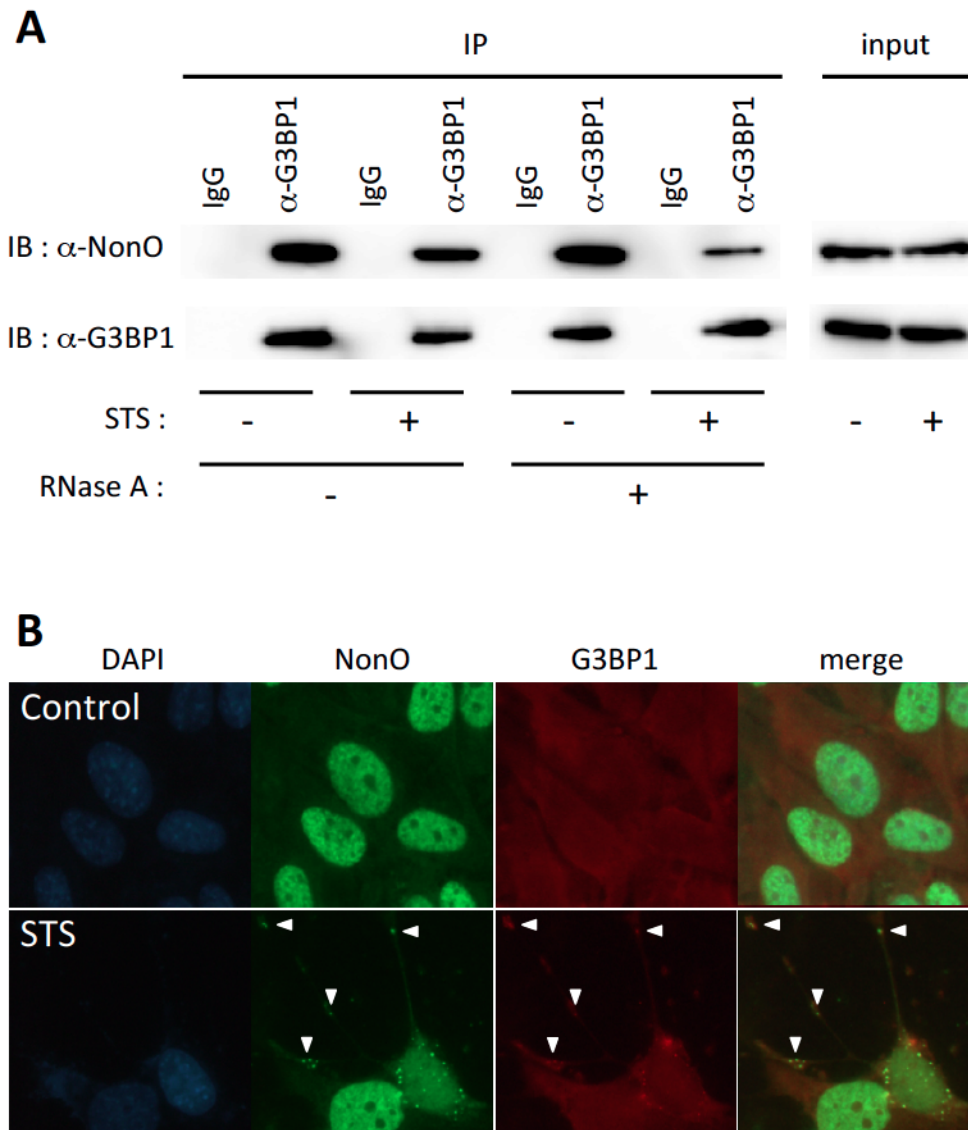 A
IP input
IgG α-G3BP1 IgG α-G3BP1 IgG α-G3BP1 IgG α-G3BP1
IB : α-NonO
IB : α-G3BP1
STS : - + - + - +
RNase A : - +
B
DAPI NonO G3BP1 merge
Control
STS